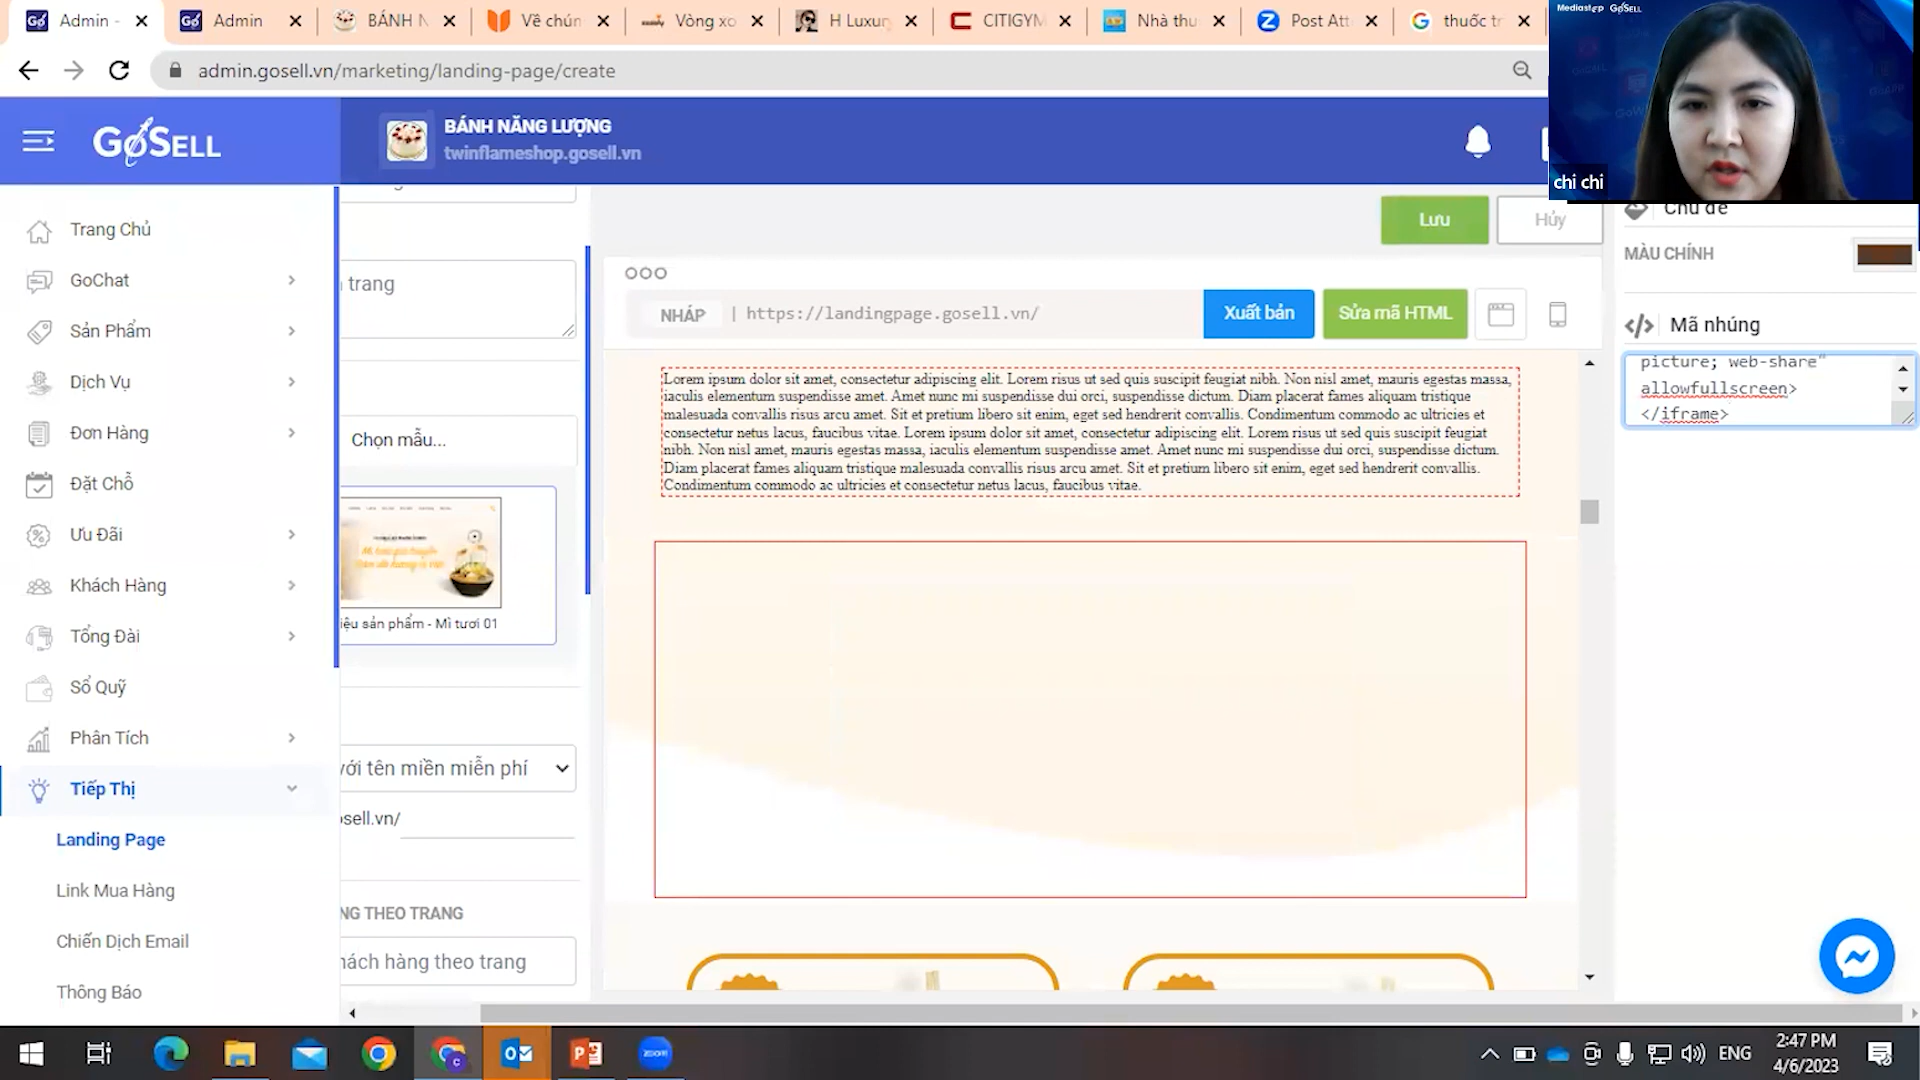 Admin -
Admin
BÁNH N
Về chún
Vòng xo
H Luxur
CITIGYM
Nhà thu
Post Att
thuốc tr
Mediastep GoSELL
admin.gosell.vn/marketing/landing-page/create
GoSELL
BÁNH NĂNG LƯỢNG
twinflameshop.gosell.vn
chi chi
Trang Chủ
GoChat
Sản Phẩm
Dịch Vụ
Đơn Hàng
Đặt Chỗ
Ưu Đãi
Khách Hàng
Tổng Đài
Sổ Quỹ
Phân Tích
Tiếp Thị
Landing Page
Link Mua Hàng
Chiến Dịch Email
Thông Báo
trang
Chọn mẫu...
iệu sản phẩm - Mì tươi 01
với tên miền miễn phí
osell.vn/
NG THEO TRANG
hách hàng theo trang
Lưu
Hủy
NHÁP | https://landingpage.gosell.vn/
Xuất bản
Sửa mã HTML
Lorem ipsum dolor sit amet, consectetur adipiscing elit. Lorem risus ut sed quis suscipit feugiat nibh. Non nisl amet, mauris egestas massa,
iaculis elementum suspendisse amet. Amet nunc mi suspendisse dui orci, suspendisse dictum. Diam placerat fames aliquam tristique
malesuada convallis risus arcu amet. Sit et pretium libero sit enim, eget sed hendrerit convallis. Condimentum commodo ac ultricies et
consectetur netus lacus, faucibus vitae. Lorem ipsum dolor sit amet, consectetur adipiscing elit. Lorem risus ut sed quis suscipit feugiat
nibh. Non nisl amet, mauris egestas massa, iaculis elementum suspendisse amet. Amet nunc mi suspendisse dui orci, suspendisse dictum.
Diam placerat fames aliquam tristique malesuada convallis risus arcu amet. Sit et pretium libero sit enim, eget sed hendrerit convallis.
Condimentum commodo ac ultricies et consectetur netus lacus, faucibus vitae.
Chủ đề
MÀU CHÍNH
</> Mã nhúng
picture; web-share"
allowfullscreen>
</iframe>
zoom
ENG
2:47 PM
4/6/2023